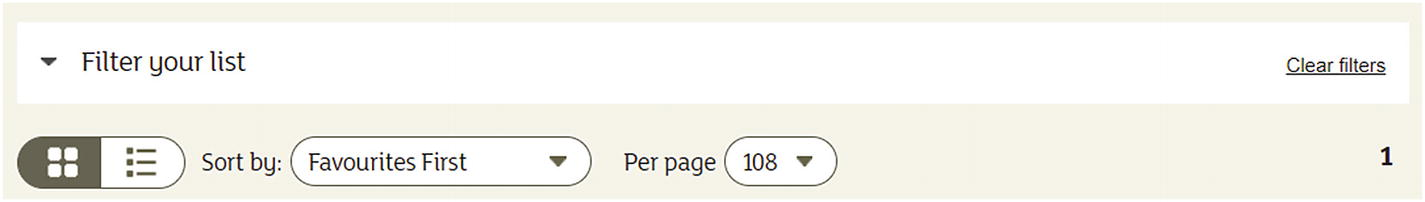 Filter your list
Clear filters
Sort by: Favourites First Per page 108 1